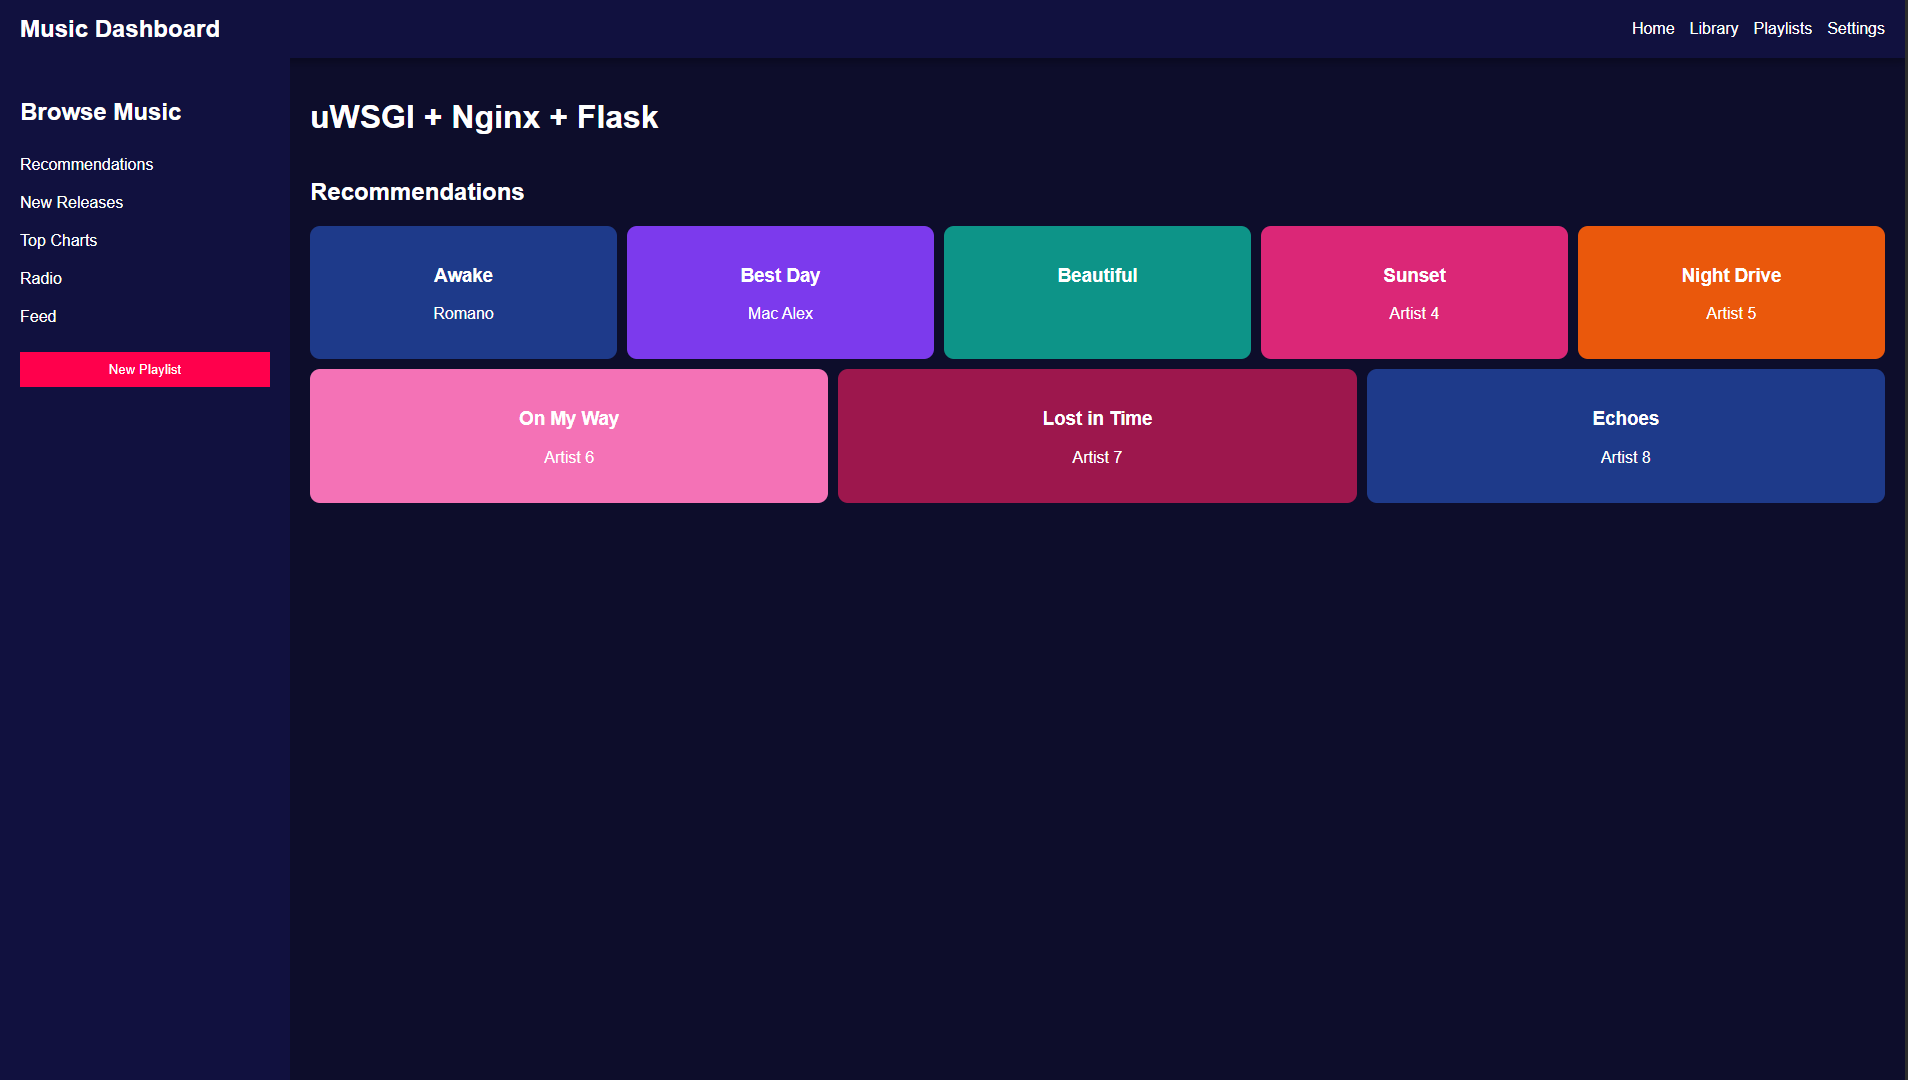 Music Dashboard
Home Library Playlists Settings
Browse Music
Recommendations
New Releases
Top Charts
Radio
Feed
New Playlist
uWSGI + Nginx + Flask
Recommendations
Awake
Romano
Best Day
Mac Alex
Beautiful
Sunset
Artist 4
Night Drive
Artist 5
On My Way
Artist 6
Lost in Time
Artist 7
Echoes
Artist 8